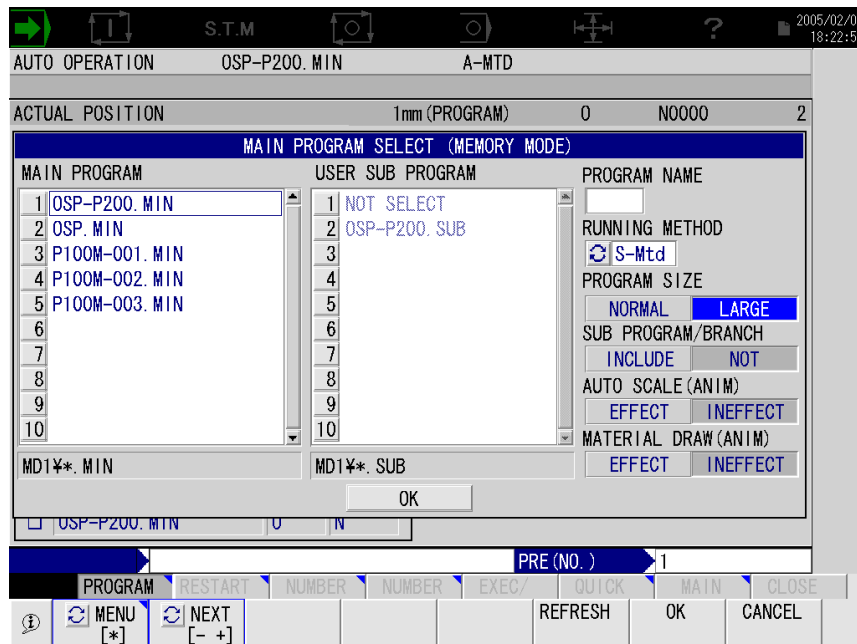 S.T.M ? 2005/02/0
18:22:5
AUTO OPERATION OSP-P200.MIN A-MTD
ACTUAL POSITION 1mm(PROGRAM) 0 N0000 2
MAIN PROGRAM SELECT (MEMORY MODE)
MAIN PROGRAM
1 OSP-P200.MIN
2 OSP.MIN
3 P100M-001.MIN
4 P100M-002.MIN
5 P100M-003.MIN
6
7
8
9
10
MD1¥*.MIN
USER SUB PROGRAM
1 NOT SELECT
2 OSP-P200.SUB
3
4
5
6
7
8
9
10
MD1¥*.SUB
PROGRAM NAME
RUNNING METHOD
S-Mtd
PROGRAM SIZE
NORMAL LARGE
SUB PROGRAM/BRANCH
INCLUDE NOT
AUTO SCALE(ANIM)
EFFECT INEFFECT
MATERIAL DRAW(ANIM)
EFFECT INEFFECT
OK
OSP-P200.MIN 0 N
PRE(NO.) 1
PROGRAM RESTART NUMBER NUMBER EXEC/ QUICK MAIN CLOSE
MENU NEXT REFRESH OK CANCEL
[*] [- +]